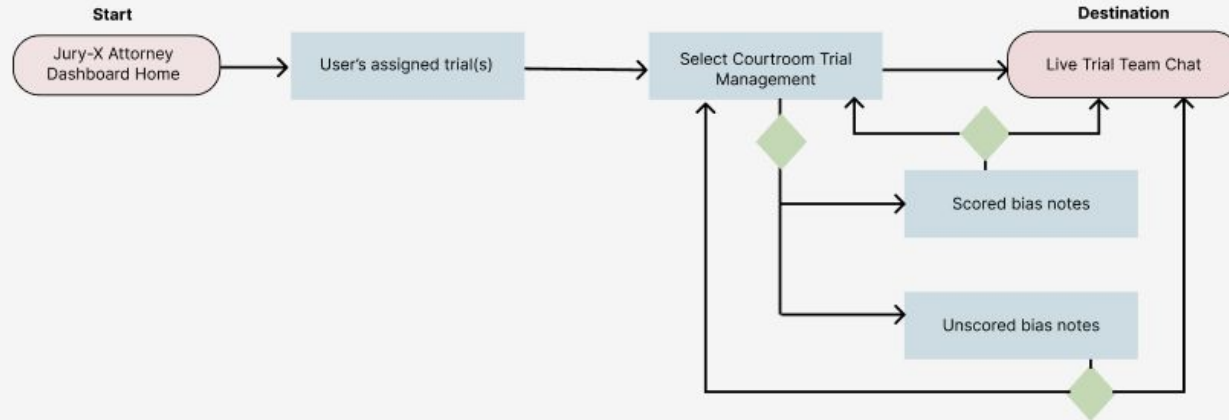 Start
Destination
Jury-X Attorney
Dashboard Home
User's assigned trial(s)
Select Courtroom Trial
Management
Live Trial Team Chat
Scored bias notes
Unscored bias notes